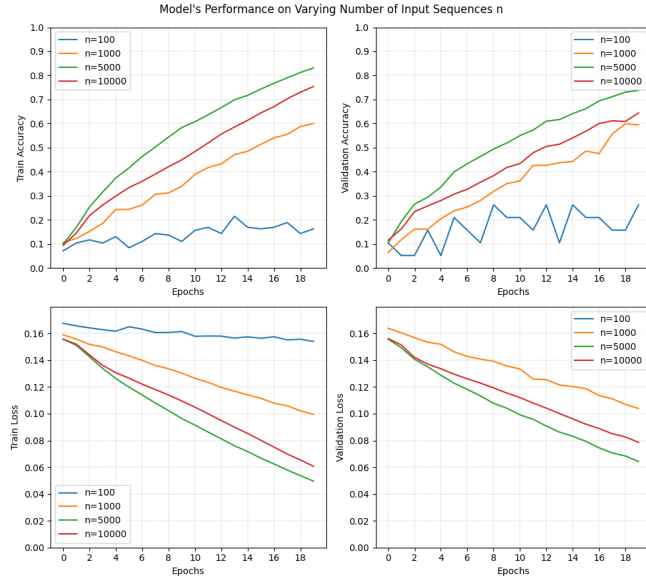 Model's Performance on Varying Number of Input Sequences n
1.0
0.9
0.8
0.7
0.6
0.5
0.4
0.3
0.2
0.1
0.0
Train Accuracy
n=100
n=1000
n=5000
n=10000
0 2 4 6 8 10 12 14 16 18
Epochs
1.0
0.9
0.8
0.7
0.6
0.5
0.4
0.3
0.2
0.1
0.0
Validation Accuracy
n=100
n=1000
n=5000
n=10000
0 2 4 6 8 10 12 14 16 18
Epochs
0.16
0.14
0.12
0.10
0.08
0.06
0.04
0.02
0.00
Train Loss
n=100
n=1000
n=5000
n=10000
0 2 4 6 8 10 12 14 16 18
Epochs
0.16
0.14
0.12
0.10
0.08
0.06
0.04
0.02
0.00
Validation Loss
n=100
n=1000
n=5000
n=10000
0 2 4 6 8 10 12 14 16 18
Epochs